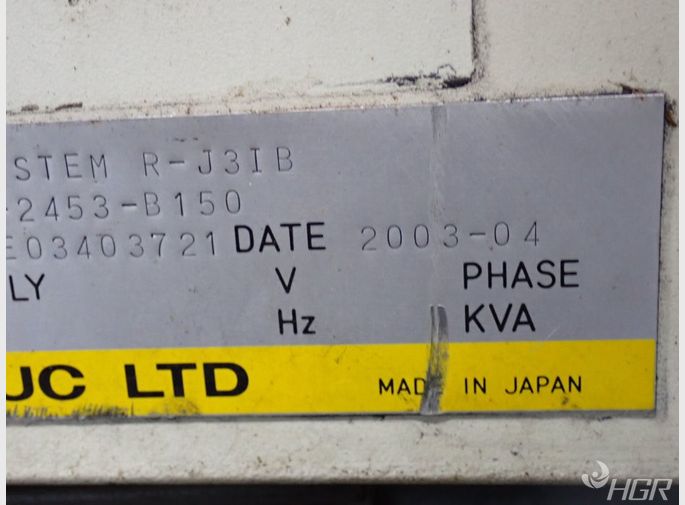 STEM R-J3IB
-2453-B150
E03403721 DATE 2003-04
LY V PHASE
Hz KVA
UC LTD MADE IN JAPAN
HGR